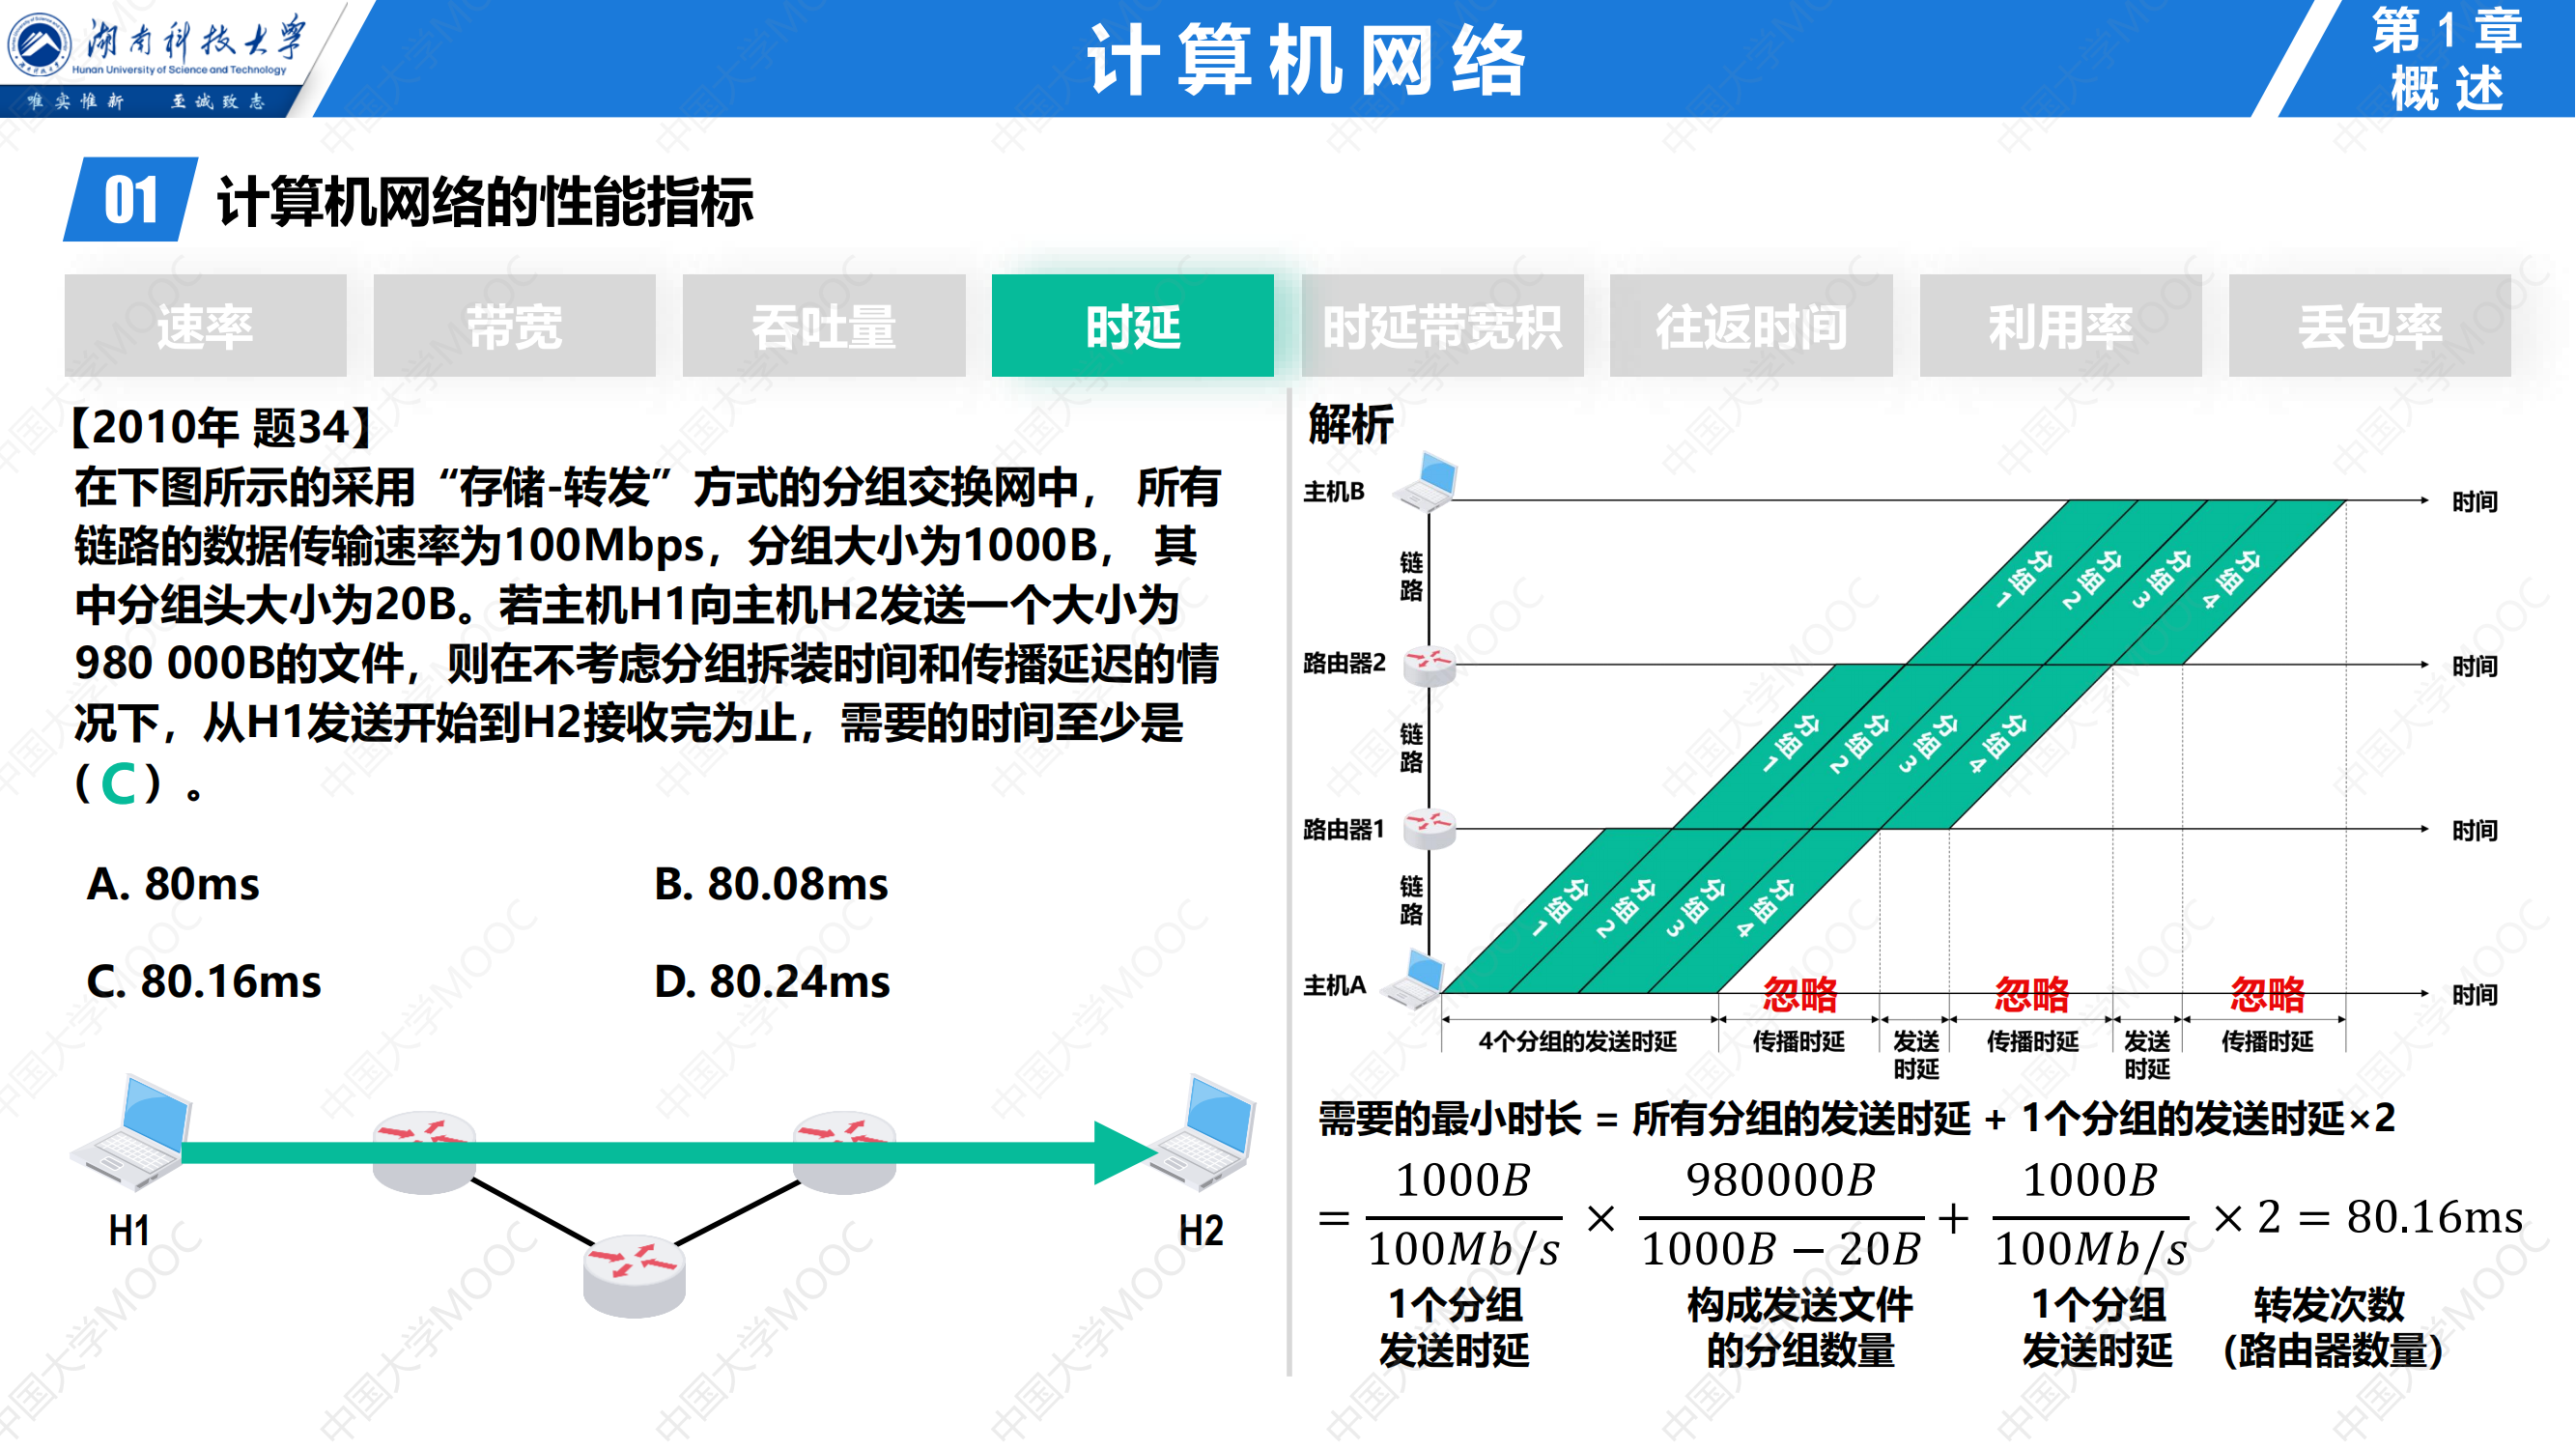 湖南科技大学
Hunan University of Science and Technology
唯实惟新 至诚致志
计算机网络
第1章
概述
01 计算机网络的性能指标
速率 带宽 吞吐量 时延 时延带宽积 往返时间 利用率 丢包率
【2010年 题34】
在下图所示的采用“存储-转发”方式的分组交换网中， 所有
链路的数据传输速率为100Mbps，分组大小为1000B， 其
中分组头大小为20B。若主机H1向主机H2发送一个大小为
980 000B的文件，则在不考虑分组拆装时间和传播延迟的情
况下，从H1发送开始到H2接收完为止，需要的时间至少是
（C）。
A. 80ms B. 80.08ms
C. 80.16ms D. 80.24ms
H1 H2
解析
主机B 时间
链路 分组1 分组2 分组3 分组4
路由器2 时间
链路 分组1 分组2 分组3 分组4
路由器1 时间
链路 分组1 分组2 分组3 分组4
主机A 忽略 忽略 忽略 时间
4个分组的发送时延 传播时延 发送时延 传播时延 发送时延 传播时延
需要的最小时长 = 所有分组的发送时延 + 1个分组的发送时延×2
= 1000B/100Mb/s × 980000B/1000B − 20B + 1000B/100Mb/s × 2 = 80.16ms
1个分组 构成发送文件 1个分组 转发次数
发送时延 的分组数量 发送时延 （路由器数量）
中国大学MOOC